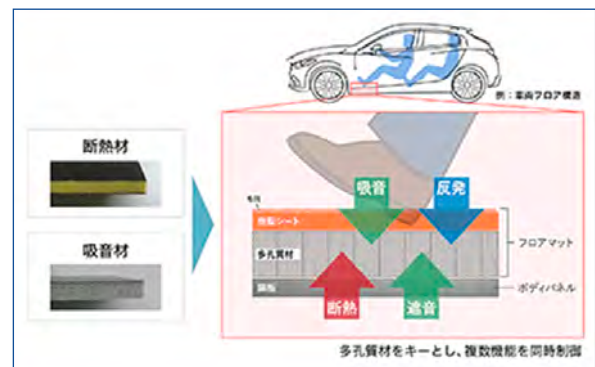 例：車両フロア構造
断熱材
吸音材
吸音
反発
毛羽
樹脂シート
多孔質材
鋼板
断熱
遮音
フロアマット
ボディパネル
多孔質材をキーとし、複数機能を同時制御